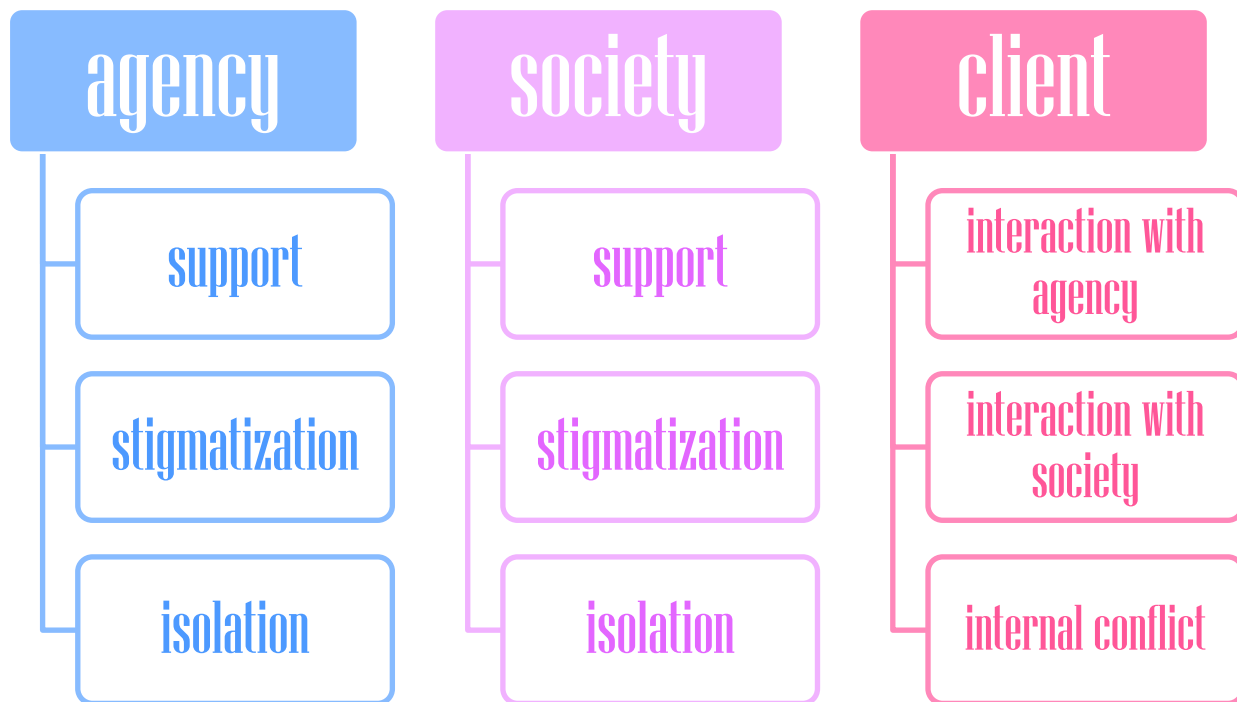 agency
support
stigmatization
isolation
society
support
stigmatization
isolation
client
interaction with
agency
interaction with
society
internal conflict